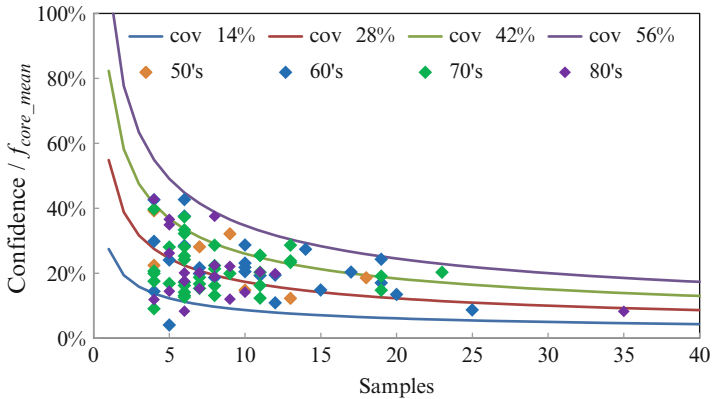 100%
80%
60%
40%
20%
0%
Confidence / f_core_mean
cov 14%
cov 28%
cov 42%
cov 56%
50's
60's
70's
80's
0 5 10 15 20 25 30 35 40
Samples